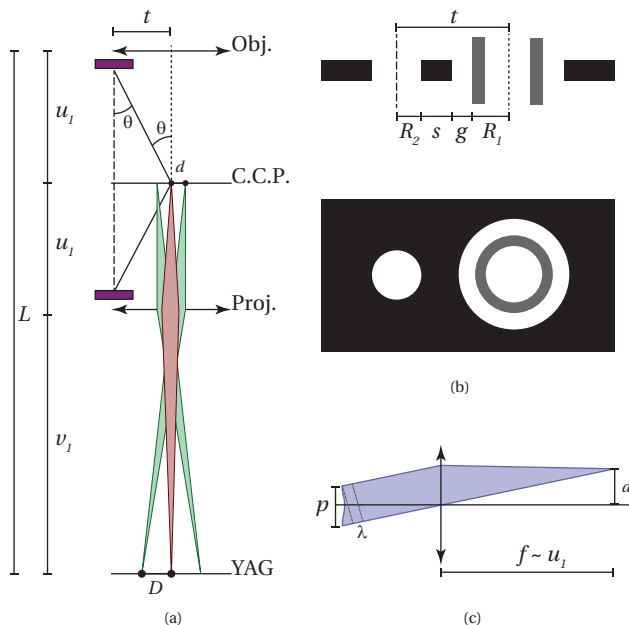 t
Obj.
u₁
θ
θ
d
C.C.P.
u₁
L
Proj.
v₁
YAG
D
(a)
t
R₂ s g R₁
(b)
p
λ
d
f ~ u₁
(c)